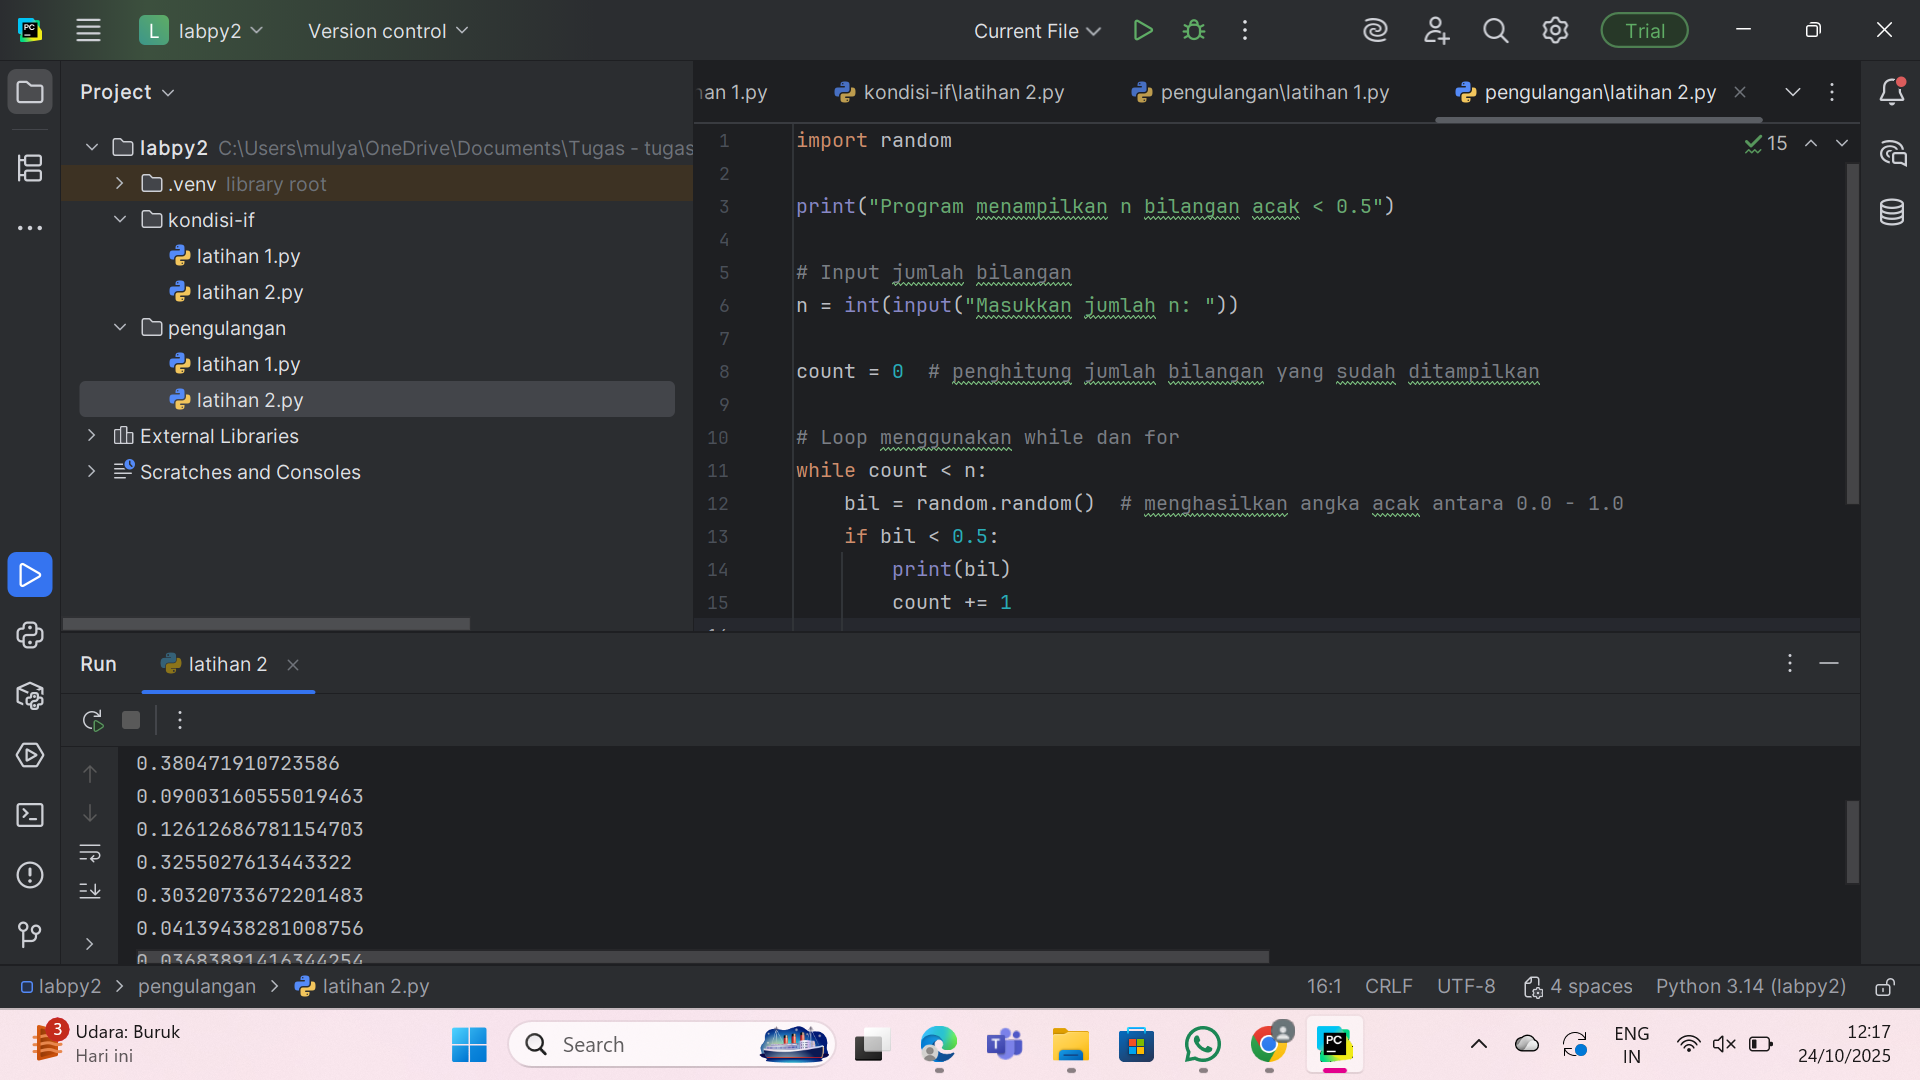 L labpy2 Version control Current File Trial
Project
an 1.py kondisi-if\latihan 2.py pengulangan\latihan 1.py pengulangan\latihan 2.py
labpy2 C:\Users\mulya\OneDrive\Documents\Tugas - tugas
.venv library root
kondisi-if
latihan 1.py
latihan 2.py
pengulangan
latihan 1.py
latihan 2.py
External Libraries
Scratches and Consoles
15
1 import random
2
3 print("Program menampilkan n bilangan acak < 0.5")
4
5 # Input jumlah bilangan
6 n = int(input("Masukkan jumlah n: "))
7
8 count = 0  # penghitung jumlah bilangan yang sudah ditampilkan
9
10 # Loop menggunakan while dan for
11 while count < n:
12     bil = random.random()  # menghasilkan angka acak antara 0.0 - 1.0
13     if bil < 0.5:
14         print(bil)
15         count += 1
Run latihan 2
0.380471910723586
0.09003160555019463
0.12612686781154703
0.3255027613443322
0.30320733672201483
0.04139438281008756
0.03683891416344254
labpy2 > pengulangan > latihan 2.py 16:1 CRLF UTF-8 4 spaces Python 3.14 (labpy2)
3 Udara: Buruk
Hari ini
Search
ENG
IN
12:17
24/10/2025